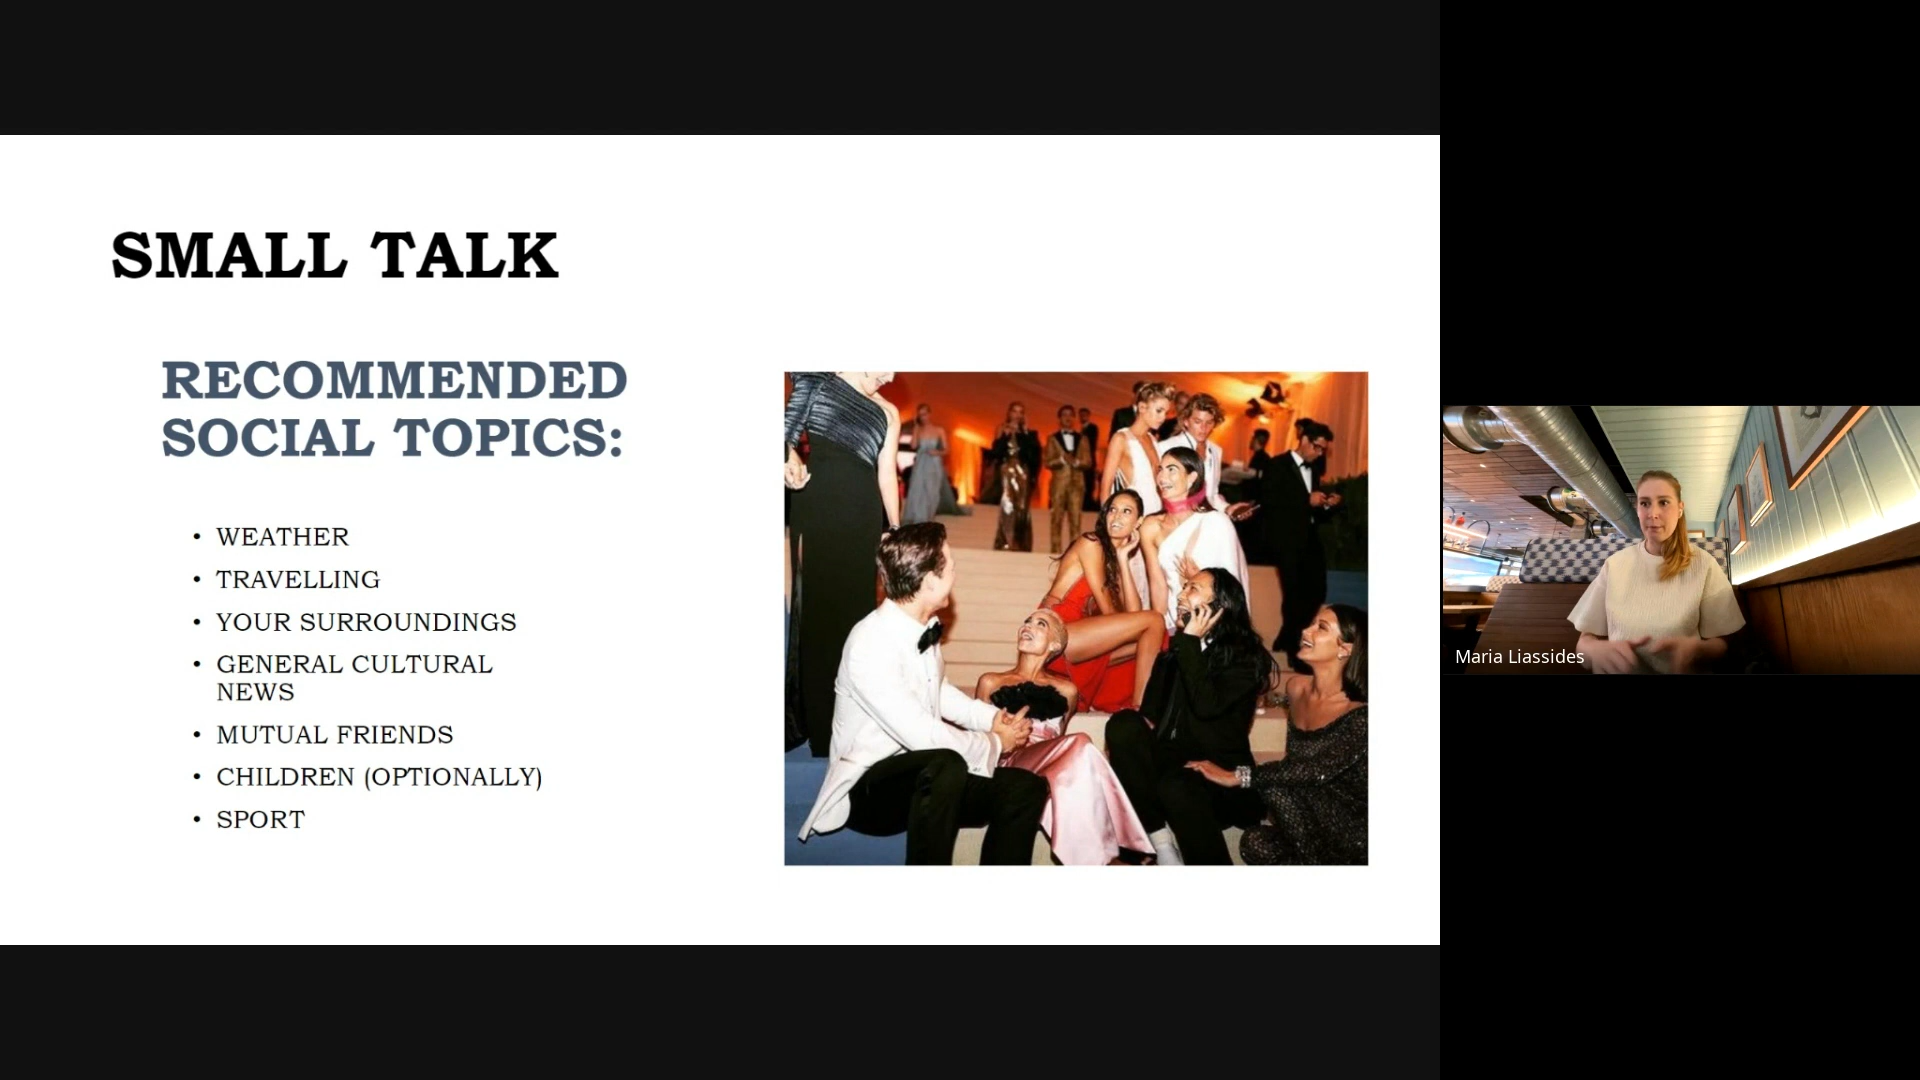 SMALL TALK
RECOMMENDED
SOCIAL TOPICS:
• WEATHER
• TRAVELLING
• YOUR SURROUNDINGS
• GENERAL CULTURAL
NEWS
• MUTUAL FRIENDS
• CHILDREN (OPTIONALLY)
• SPORT
Maria Liassides